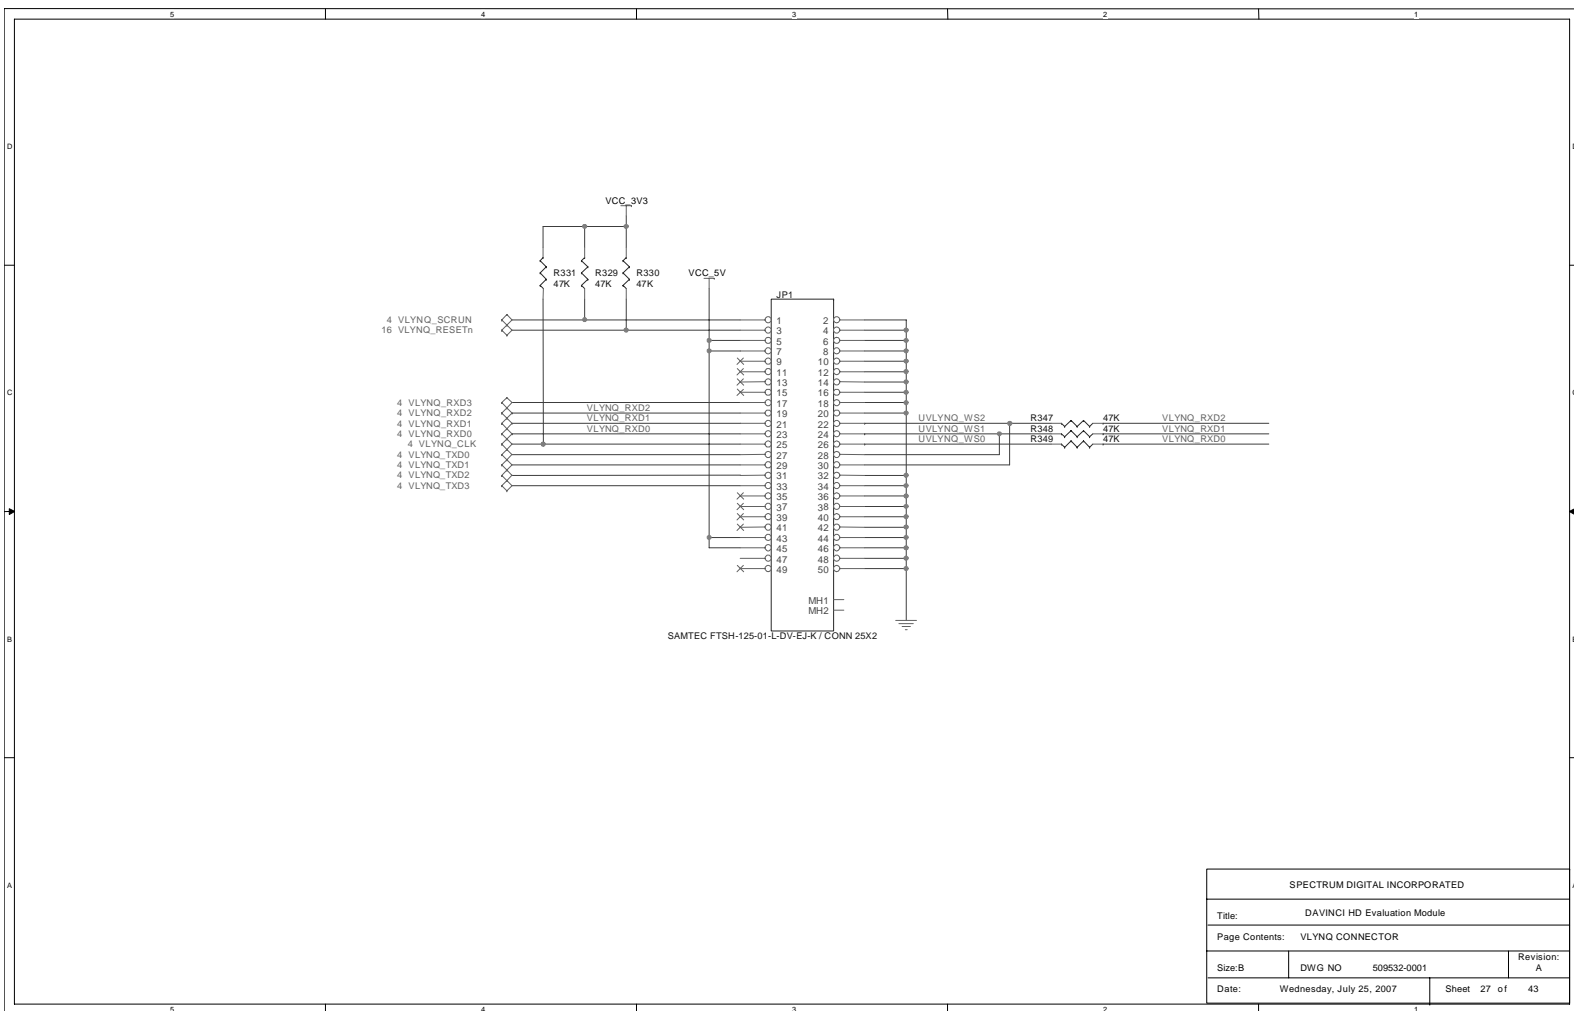 5 4 3 2 1
D D
C C
B B
A A
VCC_3V3
R331 47K
R329 47K
R330 47K
VCC_5V
JP1
4 VLYNQ_SCRUN
16 VLYNQ_RESETn
4 VLYNQ_RXD3
4 VLYNQ_RXD2
4 VLYNQ_RXD1
4 VLYNQ_RXD0
4 VLYNQ_CLK
4 VLYNQ_TXD0
4 VLYNQ_TXD1
4 VLYNQ_TXD2
4 VLYNQ_TXD3
VLYNQ_RXD2
VLYNQ_RXD1
VLYNQ_RXD0
1 2
3 4
5 6
7 8
9 10
11 12
13 14
15 16
17 18
19 20
21 22
23 24
25 26
27 28
29 30
31 32
33 34
35 36
37 38
39 40
41 42
43 44
45 46
47 48
49 50
MH1
MH2
SAMTEC FTSH-125-01-L-DV-EJ-K / CONN 25X2
UVLYNQ_WS2 R347 47K VLYNQ_RXD2
UVLYNQ_WS1 R348 47K VLYNQ_RXD1
UVLYNQ_WS0 R349 47K VLYNQ_RXD0
SPECTRUM DIGITAL INCORPORATED
Title: DAVINCI HD Evaluation Module
Page Contents: VLYNQ CONNECTOR
Size:B DWG NO 509532-0001 Revision: A
Date: Wednesday, July 25, 2007 Sheet 27 of 43
5 4 3 2 1